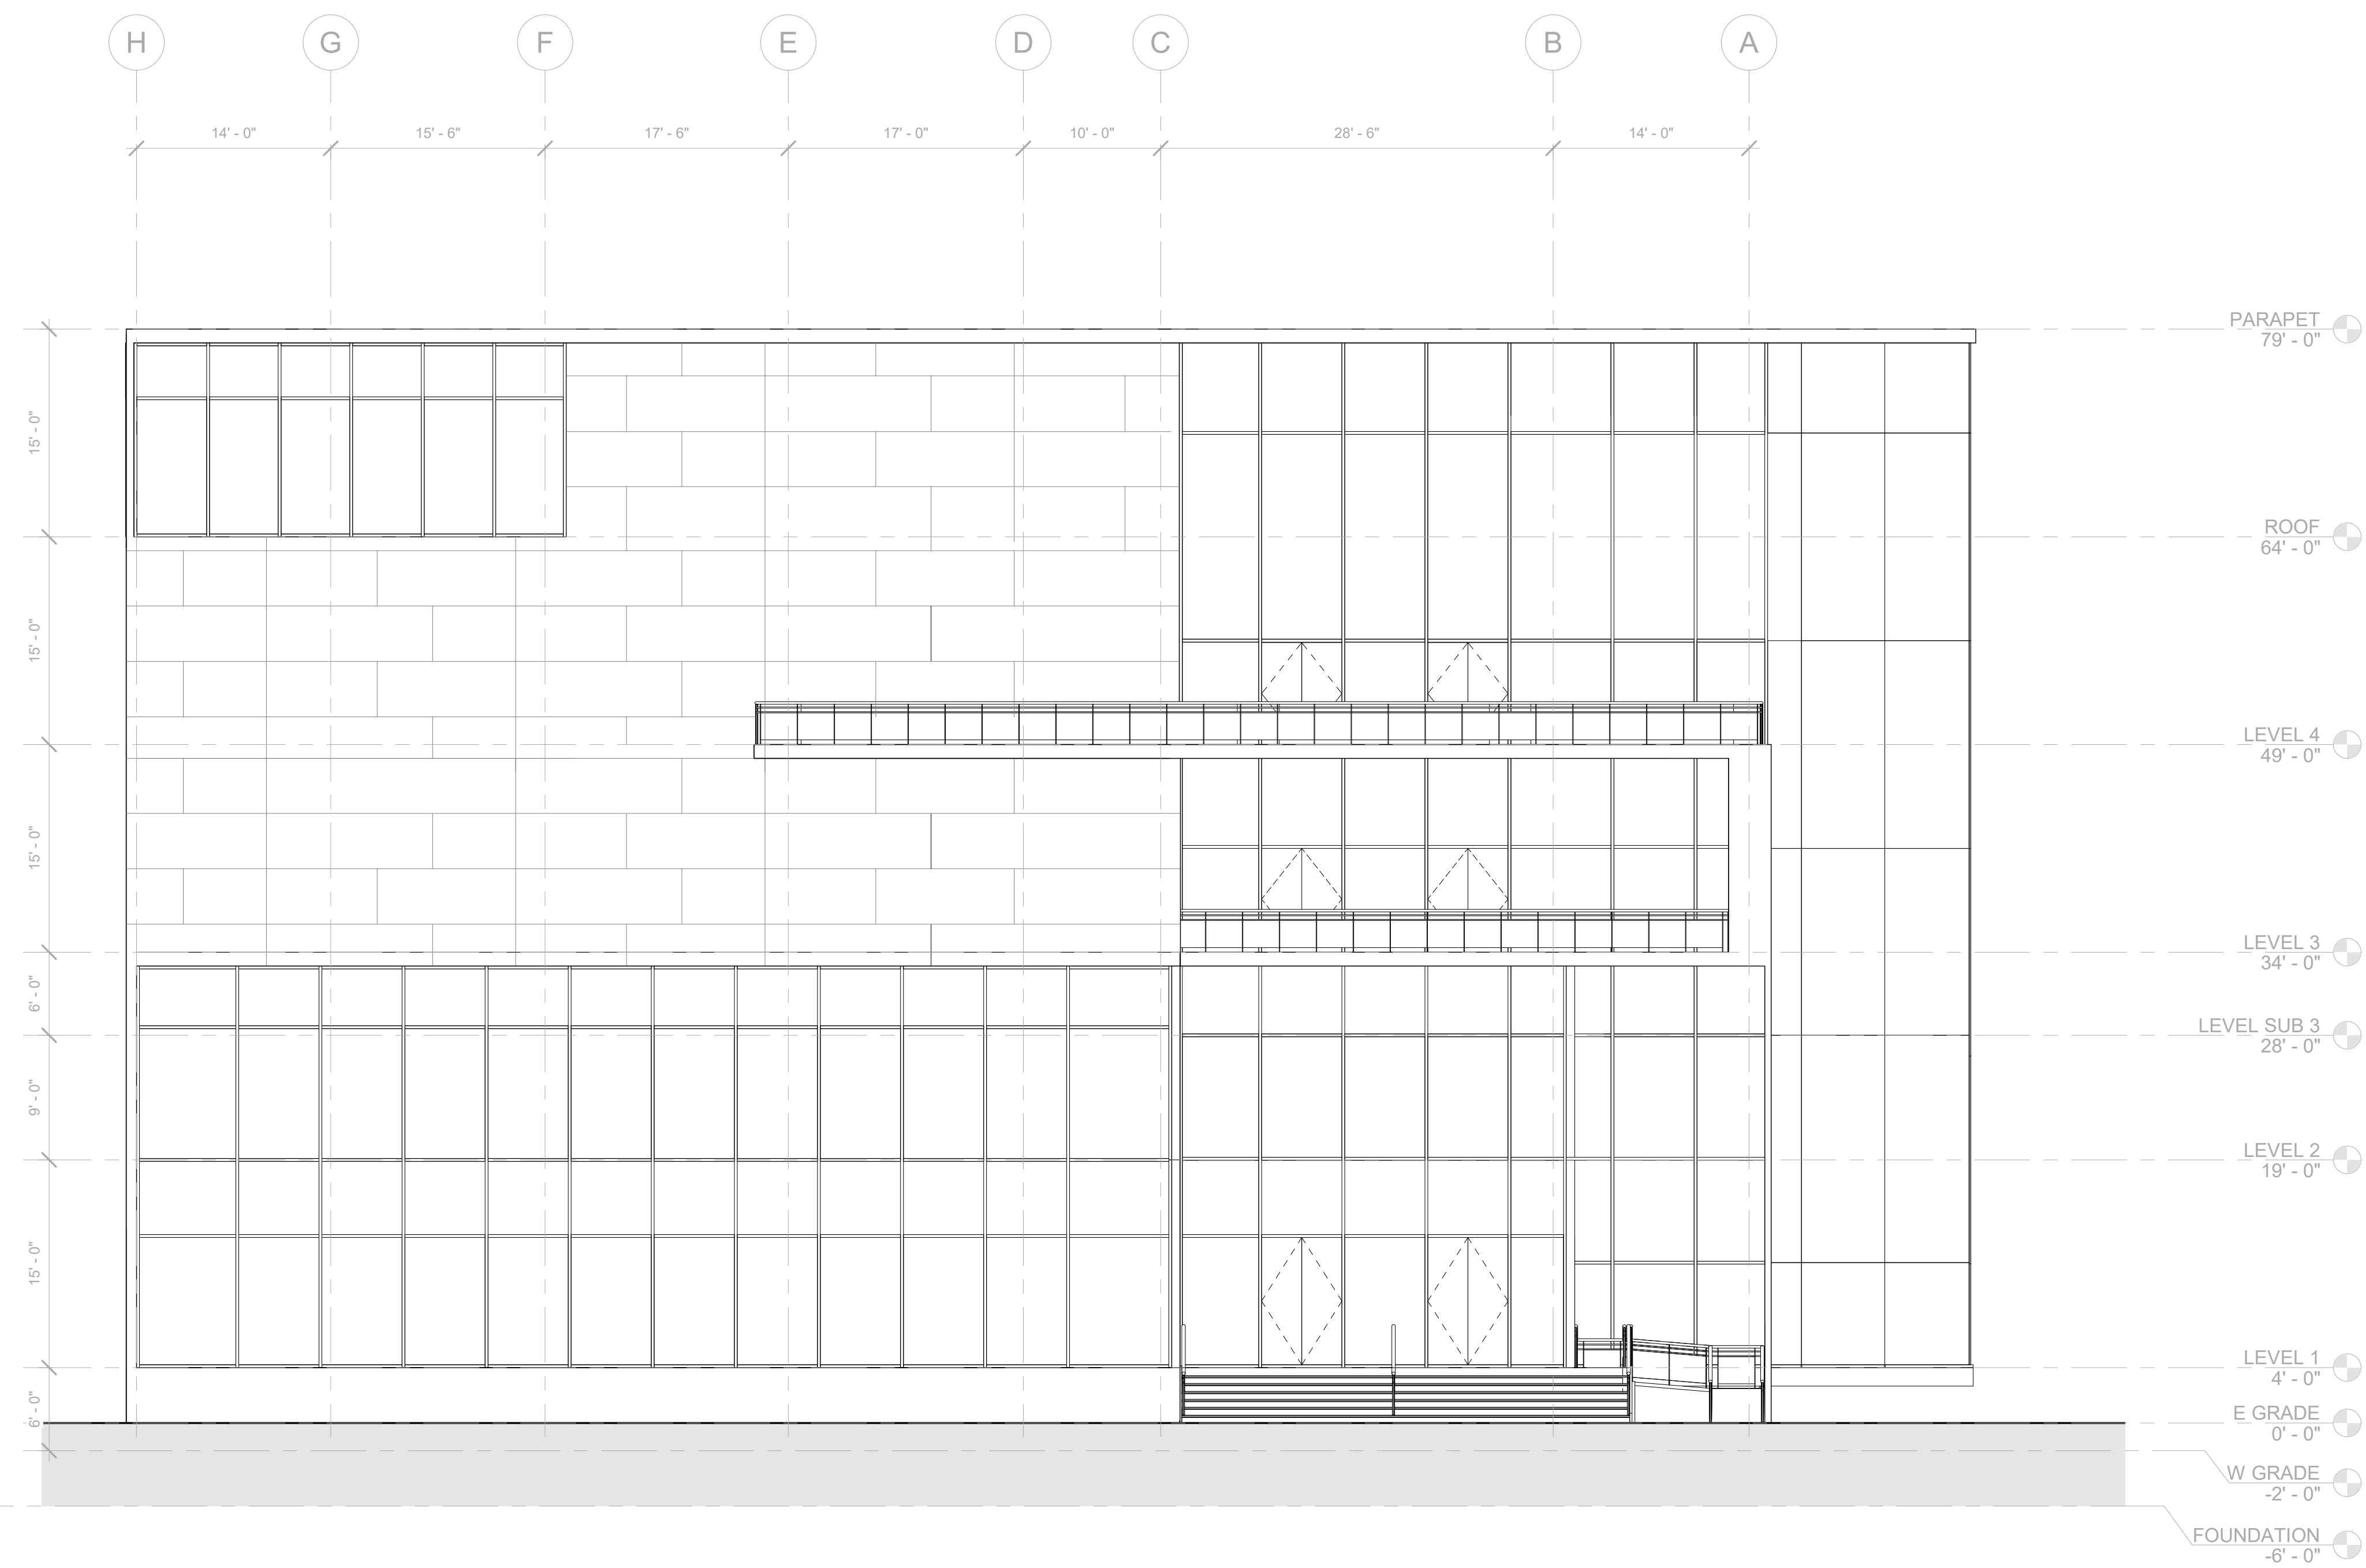 H G F E D C B A
14' - 0" 15' - 6" 17' - 6" 17' - 0" 10' - 0" 28' - 6" 14' - 0"
PARAPET
79' - 0"
15' - 0"
ROOF
64' - 0"
15' - 0"
LEVEL 4
49' - 0"
15' - 0"
LEVEL 3
34' - 0"
6' - 0"
LEVEL SUB 3
28' - 0"
9' - 0"
LEVEL 2
19' - 0"
15' - 0"
LEVEL 1
4' - 0"
6' - 0"
E GRADE
0' - 0"
W GRADE
-2' - 0"
FOUNDATION
-6' - 0"